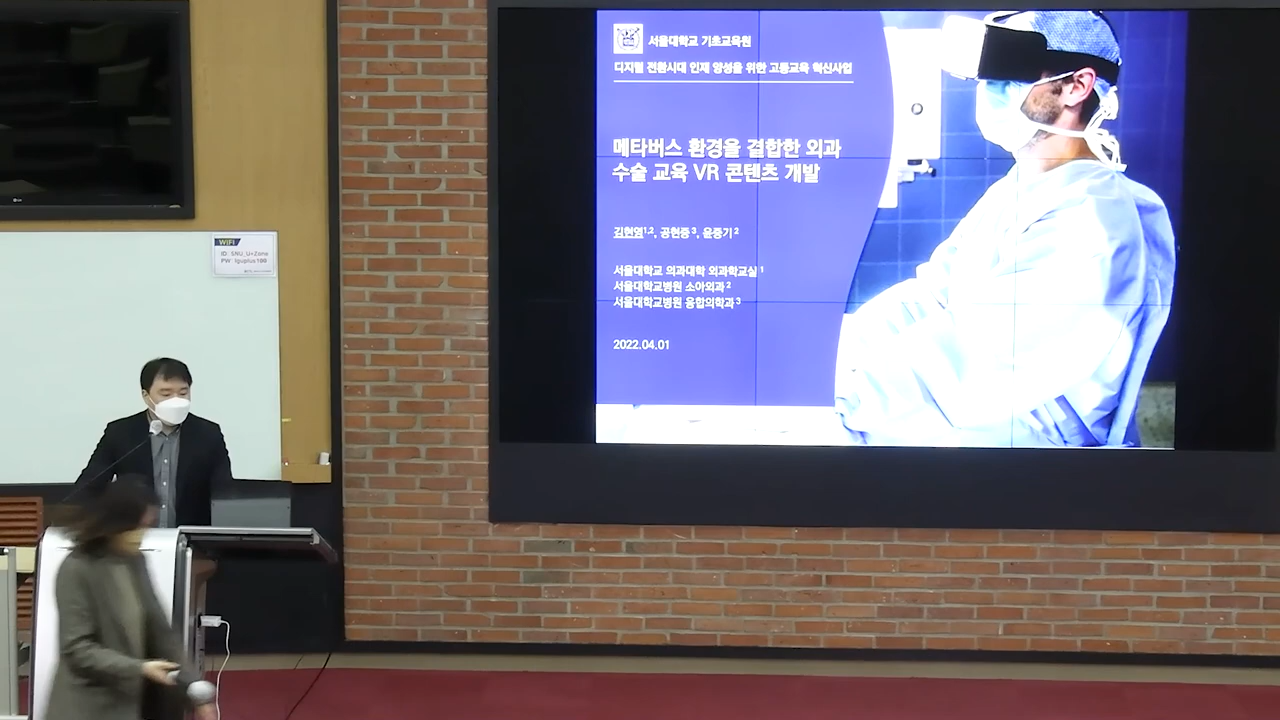 서울대학교 기초교육원
디지털 전환시대 인재 양성을 위한 고등교육 혁신사업
메타버스 환경을 결합한 외과
수술 교육 VR 콘텐츠 개발
김현영1,2, 공현중3, 윤중기2
서울대학교 의과대학 외과학교실1
서울대학교병원 소아외과2
서울대학교병원 융합의학과3
2022.04.01
WIFI
ID: SNU_U+Zone
PW: lguplus100
LG